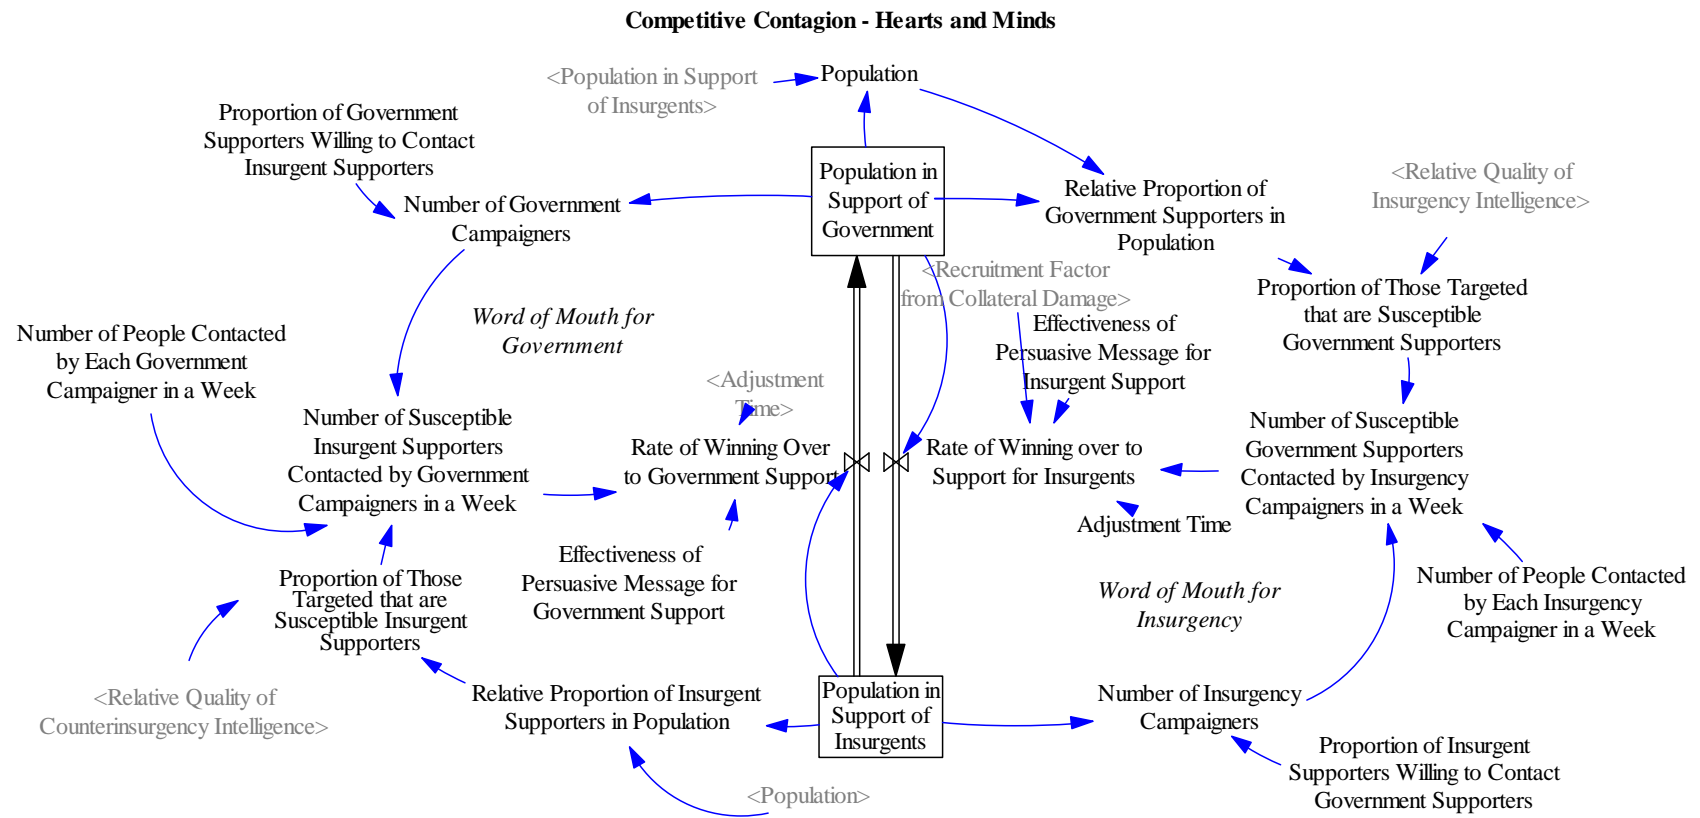 Competitive Contagion - Hearts and Minds
<Population in Support
of Insurgents>
Population
Proportion of Government
Supporters Willing to Contact
Insurgent Supporters
Number of Government
Campaigners
Population in
Support of
Government
Relative Proportion of
Government Supporters in
Population
<Relative Quality of
Insurgency Intelligence>
<Recruitment Factor
from Collateral Damage>
Proportion of Those Targeted
that are Susceptible
Government Supporters
Word of Mouth for
Government
Number of People Contacted
by Each Government
Campaigner in a Week
Effectiveness of
Persuasive Message for
Insurgent Support
<Adjustment
Time>
Number of Susceptible
Insurgent Supporters
Contacted by Government
Campaigners in a Week
Rate of Winning Over
to Government Support
Rate of Winning over to
Support for Insurgents
Number of Susceptible
Government Supporters
Contacted by Insurgency
Campaigners in a Week
Adjustment Time
Effectiveness of
Persuasive Message for
Government Support
Proportion of Those
Targeted that are
Susceptible Insurgent
Supporters
Word of Mouth for
Insurgency
Number of People Contacted
by Each Insurgency
Campaigner in a Week
<Relative Quality of
Counterinsurgency Intelligence>
Relative Proportion of Insurgent
Supporters in Population
Population in
Support of
Insurgents
Number of Insurgency
Campaigners
Proportion of Insurgent
Supporters Willing to Contact
Government Supporters
<Population>